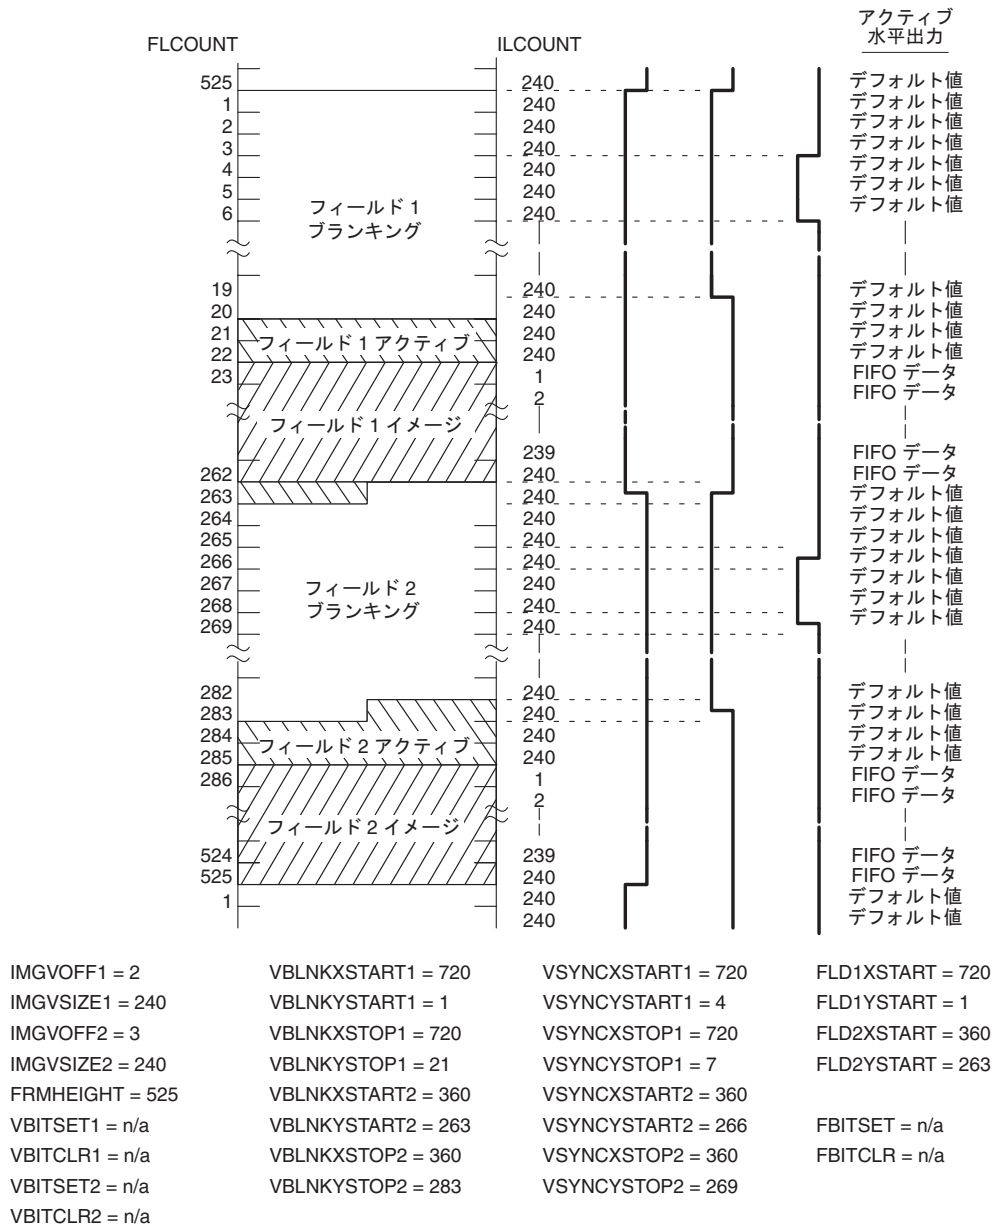 アクティブ
水平出力
FLCOUNT ILCOUNT
525 240 デフォルト値
1 240 デフォルト値
2 240 デフォルト値
3 240 デフォルト値
4 240 デフォルト値
5 240 デフォルト値
6 240 デフォルト値
フィールド 1
ブランキング
19 240 デフォルト値
20 240 デフォルト値
21 240 デフォルト値
22 240 デフォルト値
フィールド 1 アクティブ
23 1 FIFO データ
2 FIFO データ
フィールド 1 イメージ
239 FIFO データ
262 240 FIFO データ
263 240 デフォルト値
264 240 デフォルト値
265 240 デフォルト値
266 240 デフォルト値
267 240 デフォルト値
268 240 デフォルト値
269 240 デフォルト値
フィールド 2
ブランキング
282 240 デフォルト値
283 240 デフォルト値
284 240 デフォルト値
285 240 デフォルト値
フィールド 2 アクティブ
286 1 FIFO データ
2 FIFO データ
フィールド 2 イメージ
524 239 FIFO データ
525 240 FIFO データ
1 240 デフォルト値
240 デフォルト値
IMGVOFF1 = 2 VBLNKXSTART1 = 720 VSYNCXSTART1 = 720 FLD1XSTART = 720
IMGVSIZE1 = 240 VBLNKYSTART1 = 1 VSYNCYSTART1 = 4 FLD1YSTART = 1
IMGVOFF2 = 3 VBLNKXSTOP1 = 720 VSYNCXSTOP1 = 720 FLD2XSTART = 360
IMGVSIZE2 = 240 VBLNKYSTOP1 = 21 VSYNCYSTOP1 = 7 FLD2YSTART = 263
FRMHEIGHT = 525 VBLNKXSTART2 = 360 VSYNCXSTART2 = 360
VBITSET1 = n/a VBLNKYSTART2 = 263 VSYNCYSTART2 = 266 FBITSET = n/a
VBITCLR1 = n/a VBLNKXSTOP2 = 360 VSYNCXSTOP2 = 360 FBITCLR = n/a
VBITSET2 = n/a VBLNKYSTOP2 = 283 VSYNCYSTOP2 = 269
VBITCLR2 = n/a